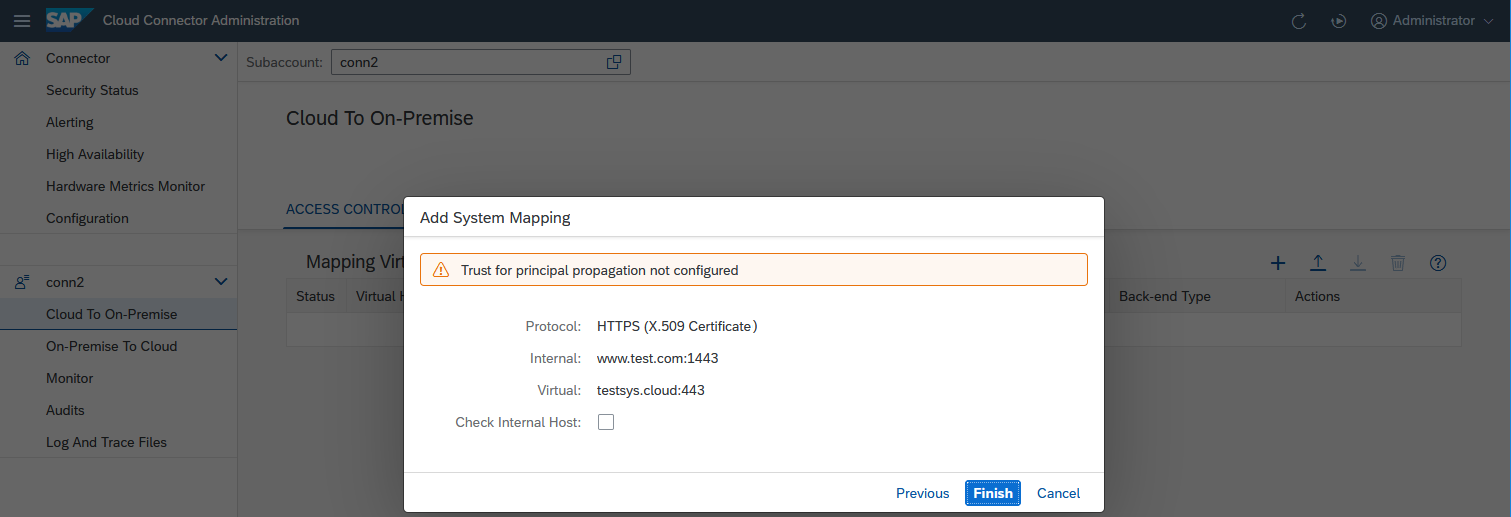 SAP Cloud Connector Administration Administrator
Connector
Security Status
Alerting
High Availability
Hardware Metrics Monitor
Configuration
conn2
Cloud To On-Premise
On-Premise To Cloud
Monitor
Audits
Log And Trace Files
Subaccount: conn2
Cloud To On-Premise
ACCESS CONTROL
Mapping
Status Virtual Back-end Type Actions
Add System Mapping
Trust for principal propagation not configured
Protocol: HTTPS (X.509 Certificate)
Internal: www.test.com:1443
Virtual: testsys.cloud:443
Check Internal Host:
Previous Finish Cancel